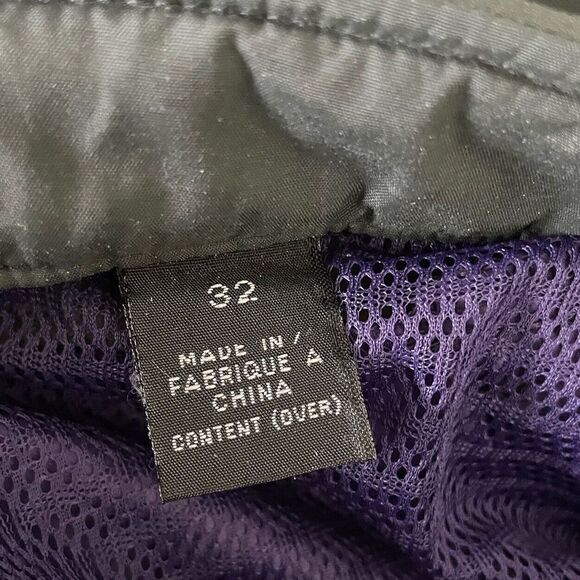 32
MADE IN /
FABRIQUE A
CHINA
CONTENT (OVER)